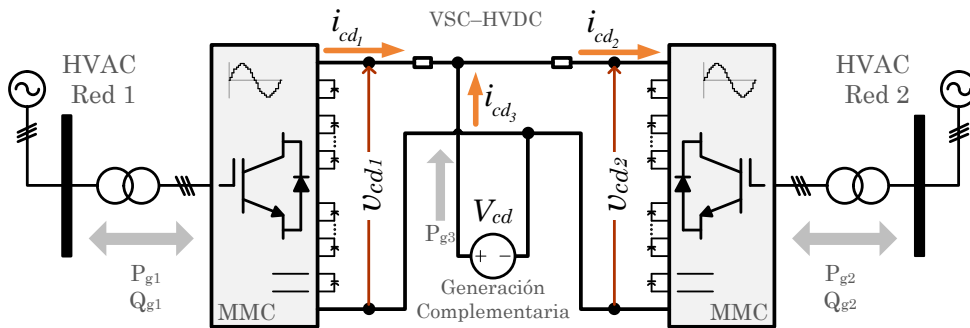 VSC–HVDC
i_cd1
i_cd2
HVAC
Red 1
HVAC
Red 2
i_cd3
v_cd1
v_cd2
P_g3
V_cd
+ −
P_g1
Q_g1
Generación
Complementaria
P_g2
Q_g2
MMC
MMC